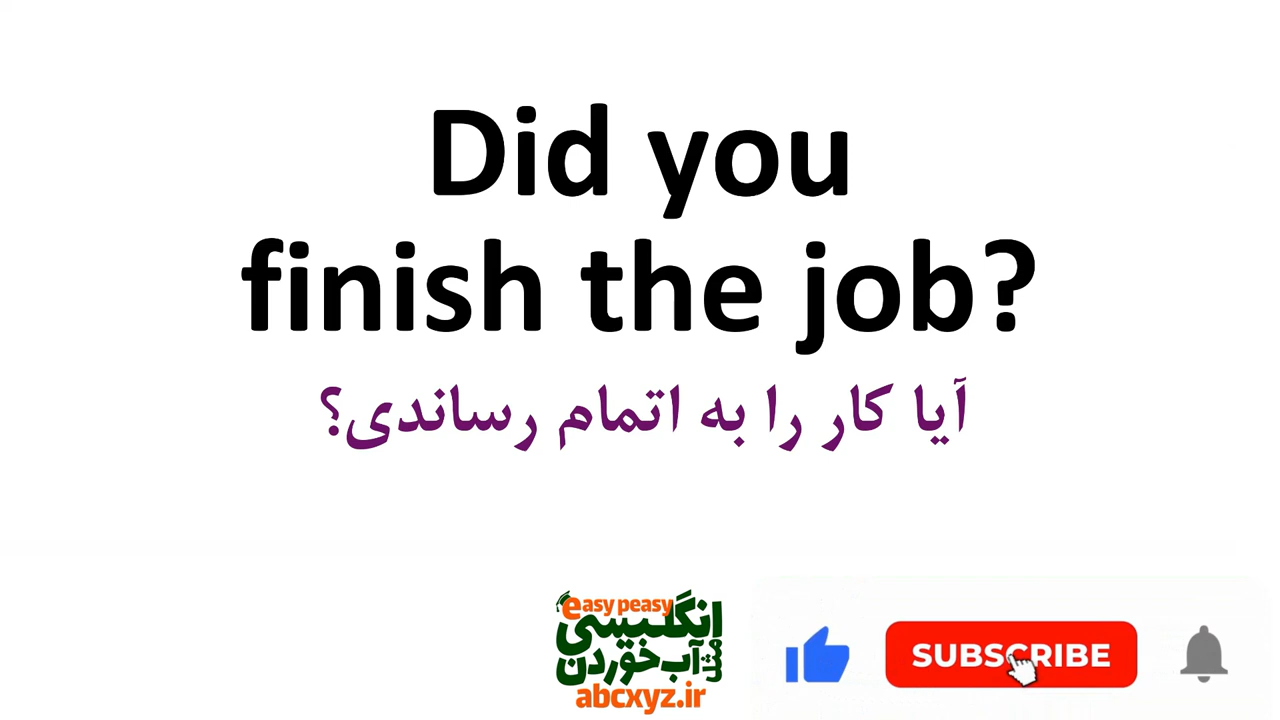 Did you
finish the job?
آیا کار را به اتمام رساندی؟
easy peasy
انگلیسی
مثل آب خوردن
abcxyz.ir
SUBSCRIBE